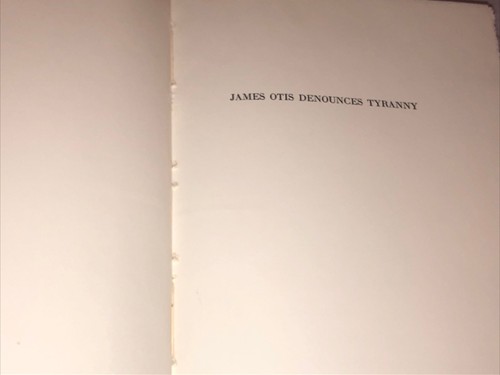 JAMES OTIS DENOUNCES TYRANNY